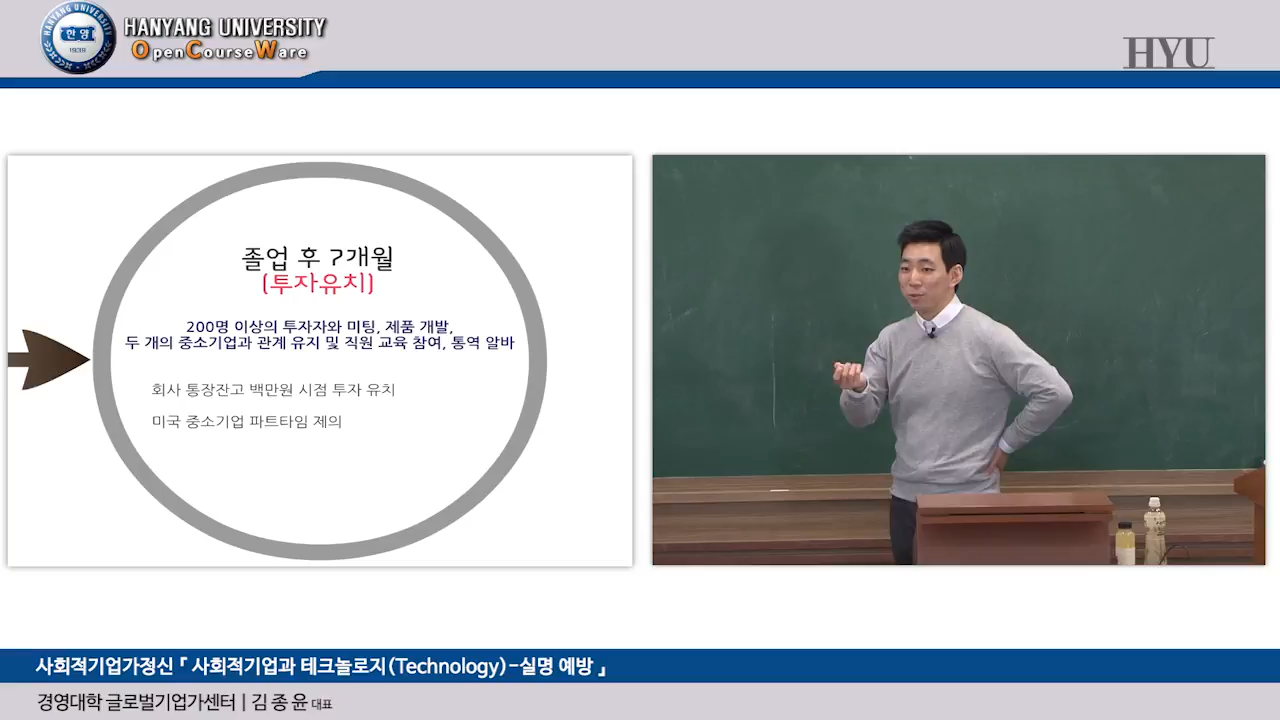 HANYANG UNIVERSITY
OpenCourseWare
HANYANG UNIVERSITY
한양
1939
HYU
졸업 후 7개월
(투자유치)
200명 이상의 투자자와 미팅, 제품 개발,
두 개의 중소기업과 관계 유지 및 직원 교육 참여, 통역 알바
회사 통장잔고 백만원 시점 투자 유치
미국 중소기업 파트타임 제의
사회적기업가정신 『 사회적기업과 테크놀로지(Technology)-실명 예방 』
경영대학 글로벌기업가센터 | 김 종 윤 대표